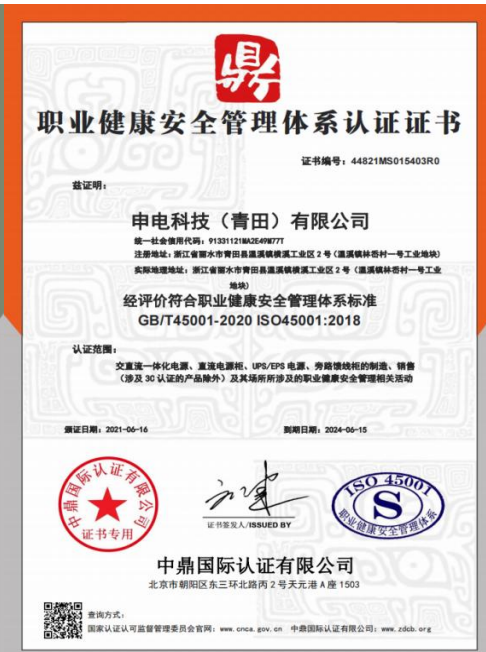 鼎
职业健康安全管理体系认证证书
证书编号：44821MS015403R0
兹证明：
申电科技（青田）有限公司
统一社会信用代码：91331121MA2E49M77T
注册地址：浙江省丽水市青田县温溪镇横溪工业区2号（温溪镇林岙村一号工业地块）
实际地理地址：浙江省丽水市青田县温溪镇横溪工业区2号（温溪镇林岙村一号工业
地块）
经评价符合职业健康安全管理体系标准
GB/T45001-2020 ISO45001:2018
认证范围：
交直流一体化电源、直流电源柜、UPS/EPS 电源、旁路馈线柜的制造、销售
（涉及 3C 认证的产品除外）及其场所所涉及的职业健康安全管理相关活动
颁证日期：2021-06-16
到期日期：2024-06-15
中鼎国际认证有限公司
证书专用
证书签发人/ISSUED BY
ISO 45001
S
职业健康安全管理体系
中鼎国际认证有限公司
北京市朝阳区东三环北路丙2号天元港A座1503
查询方式：
国家认证认可监督管理委员会官网：www.cnca.gov.cn 中鼎国际认证有限公司：www.zdcb.org